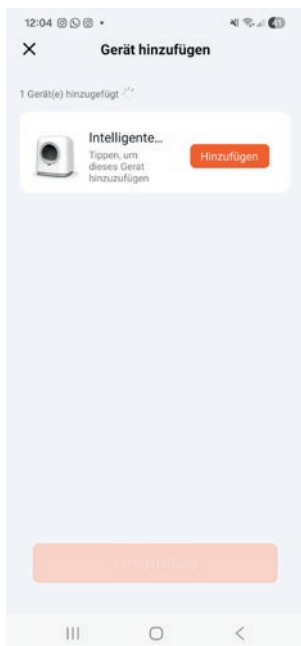 12:04
Gerät hinzufügen
1 Gerät(e) hinzugefügt
Intelligente...
Tippen, um
dieses Gerät
hinzuzufügen
Hinzufügen